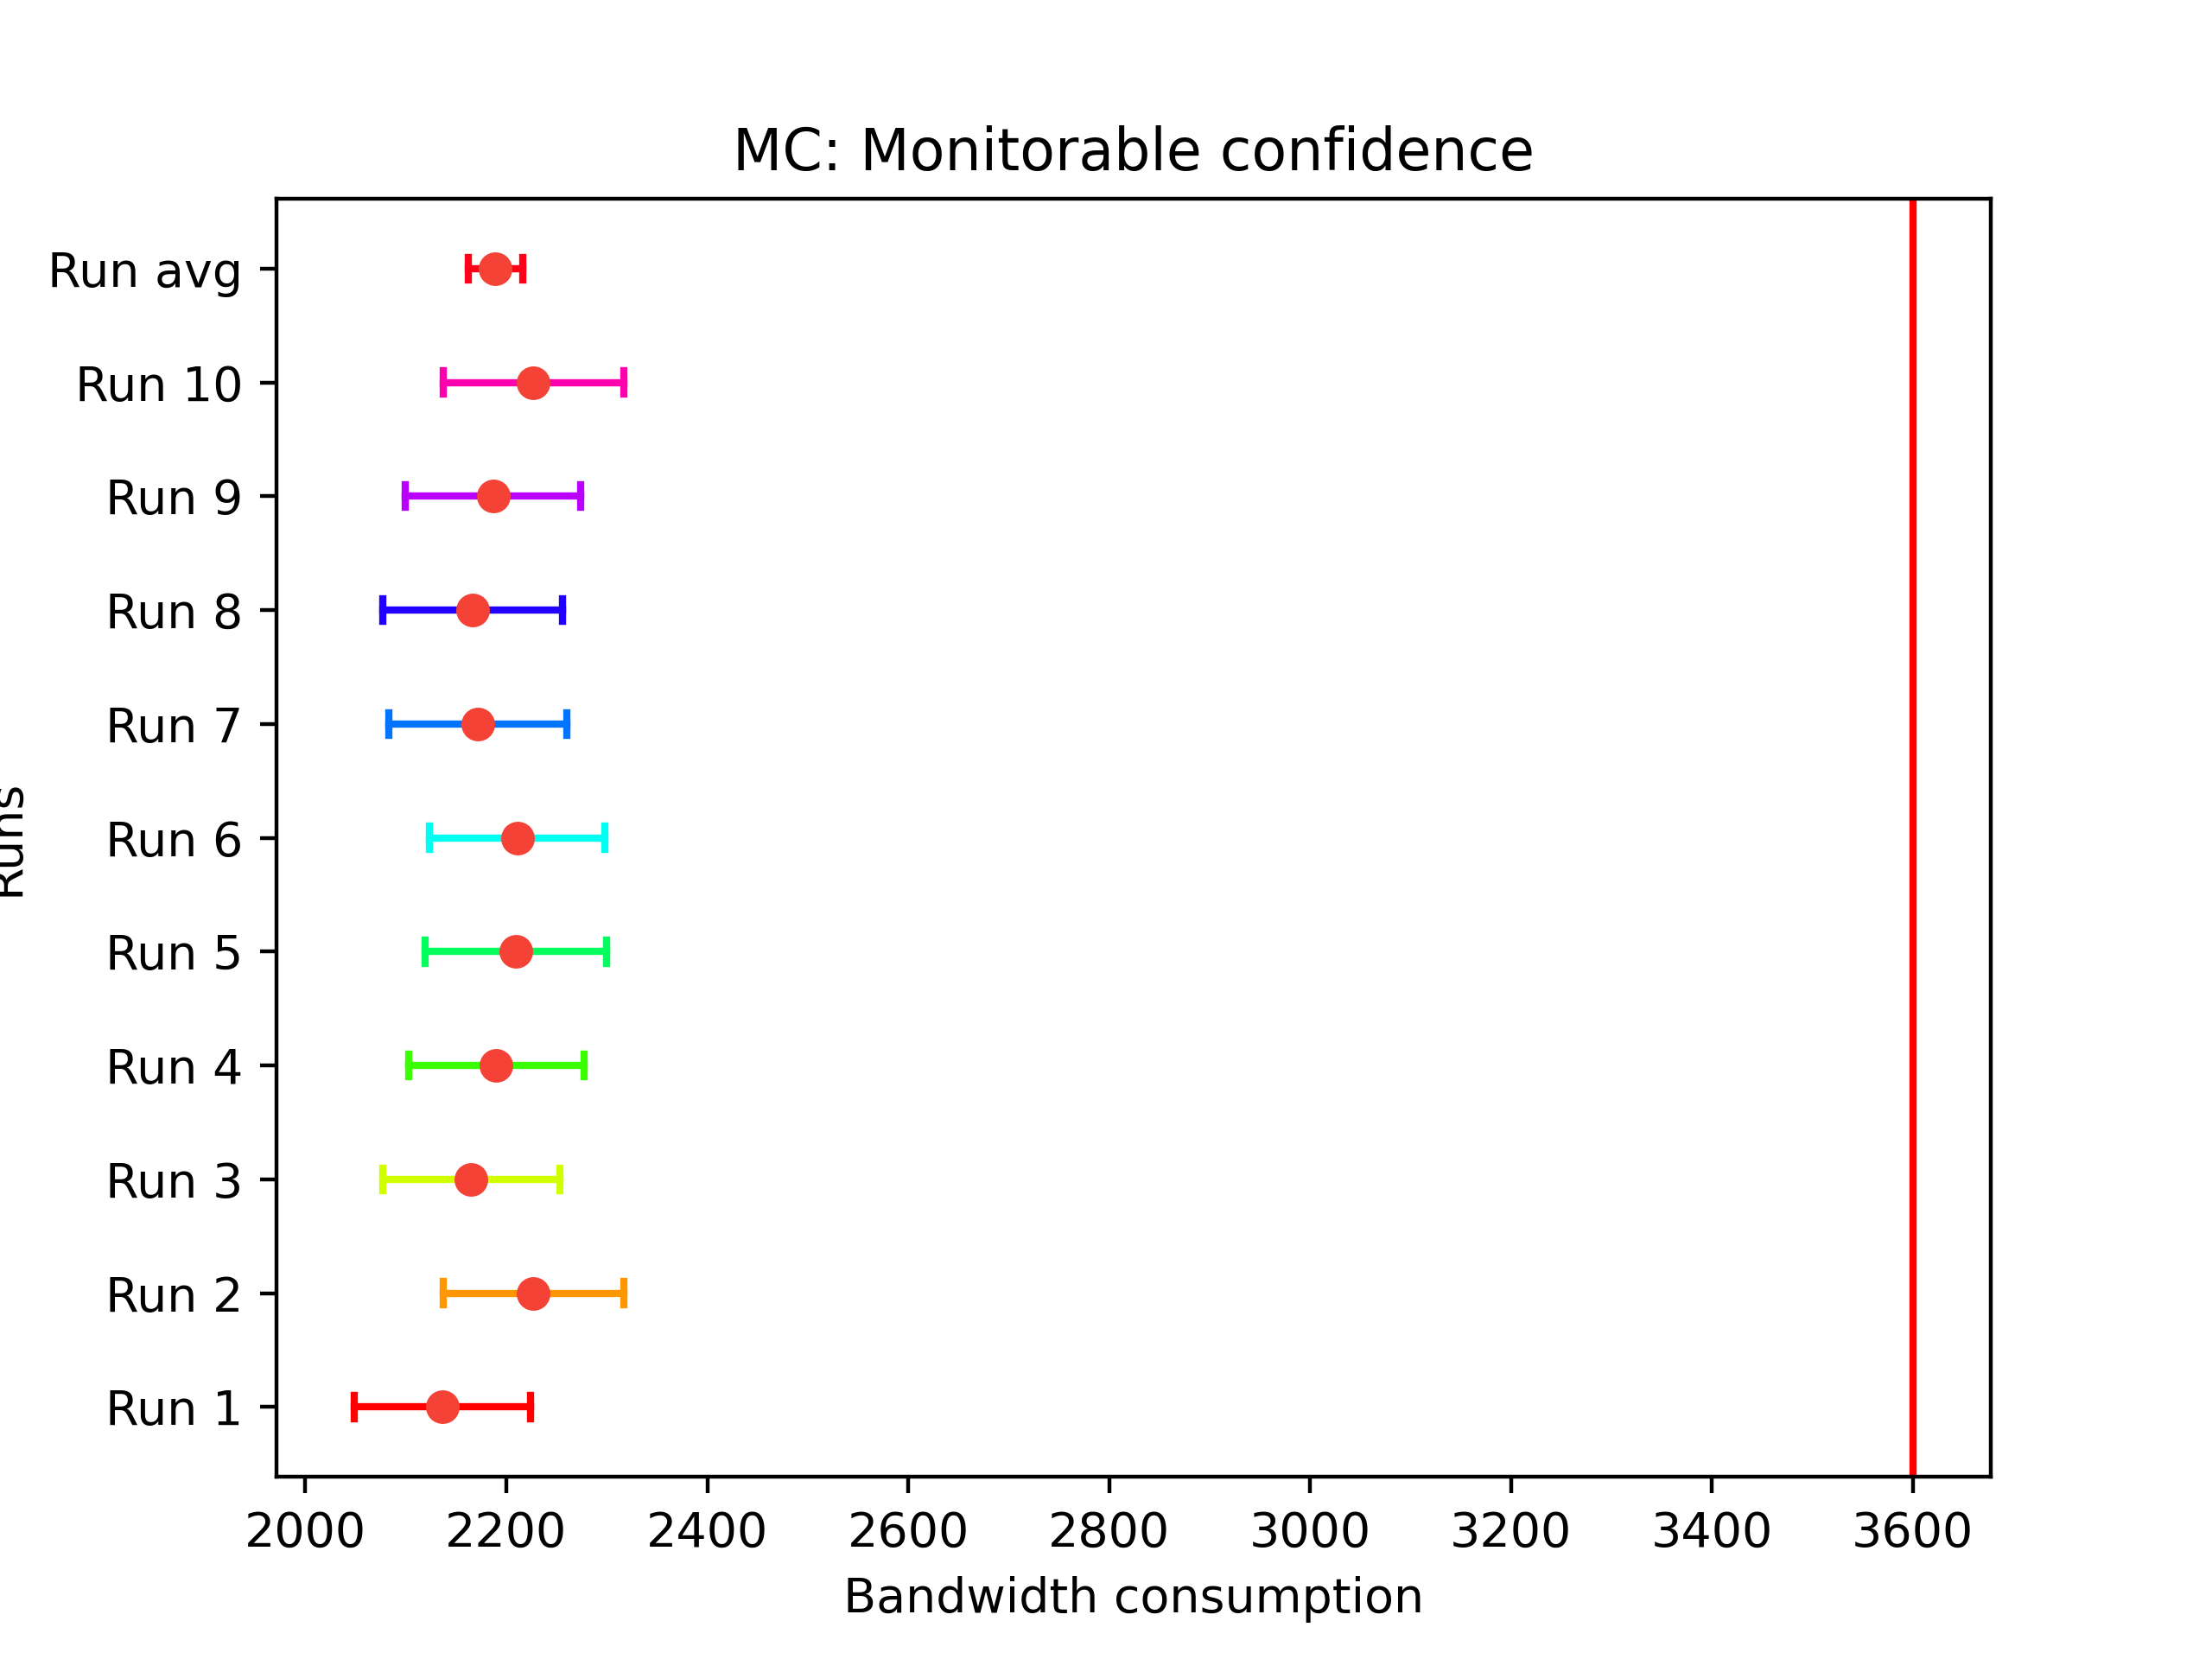 MC: Monitorable confidence
Run avg
Run 10
Run 9
Run 8
Run 7
Run 6
Run 5
Run 4
Run 3
Run 2
Run 1
Runs
2000 2200 2400 2600 2800 3000 3200 3400 3600
Bandwidth consumption